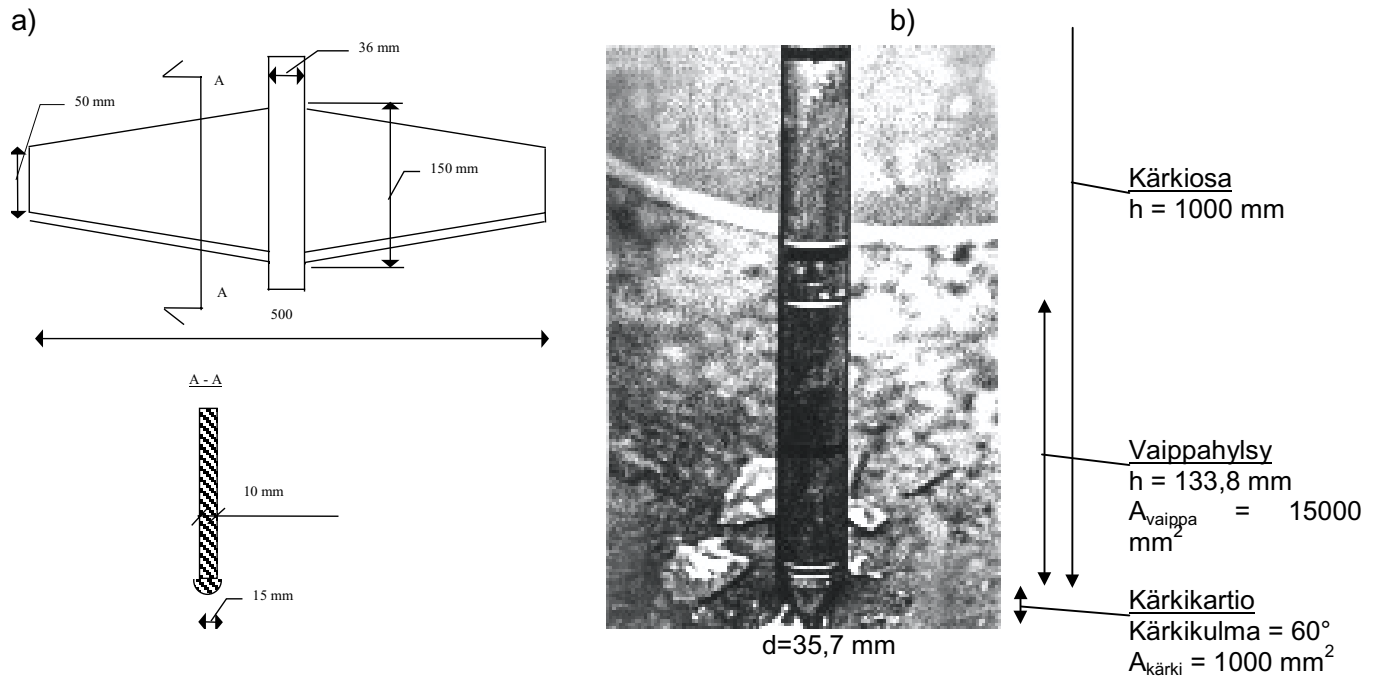 a)
b)
36 mm
A
50 mm
150 mm
A
500
A - A
10 mm
15 mm
d=35,7 mm
Kärkiosa
h = 1000 mm
Vaippahylsy
h = 133,8 mm
Avaippa = 15000
mm²
Kärkikartio
Kärkikulma = 60°
Akärki = 1000 mm²